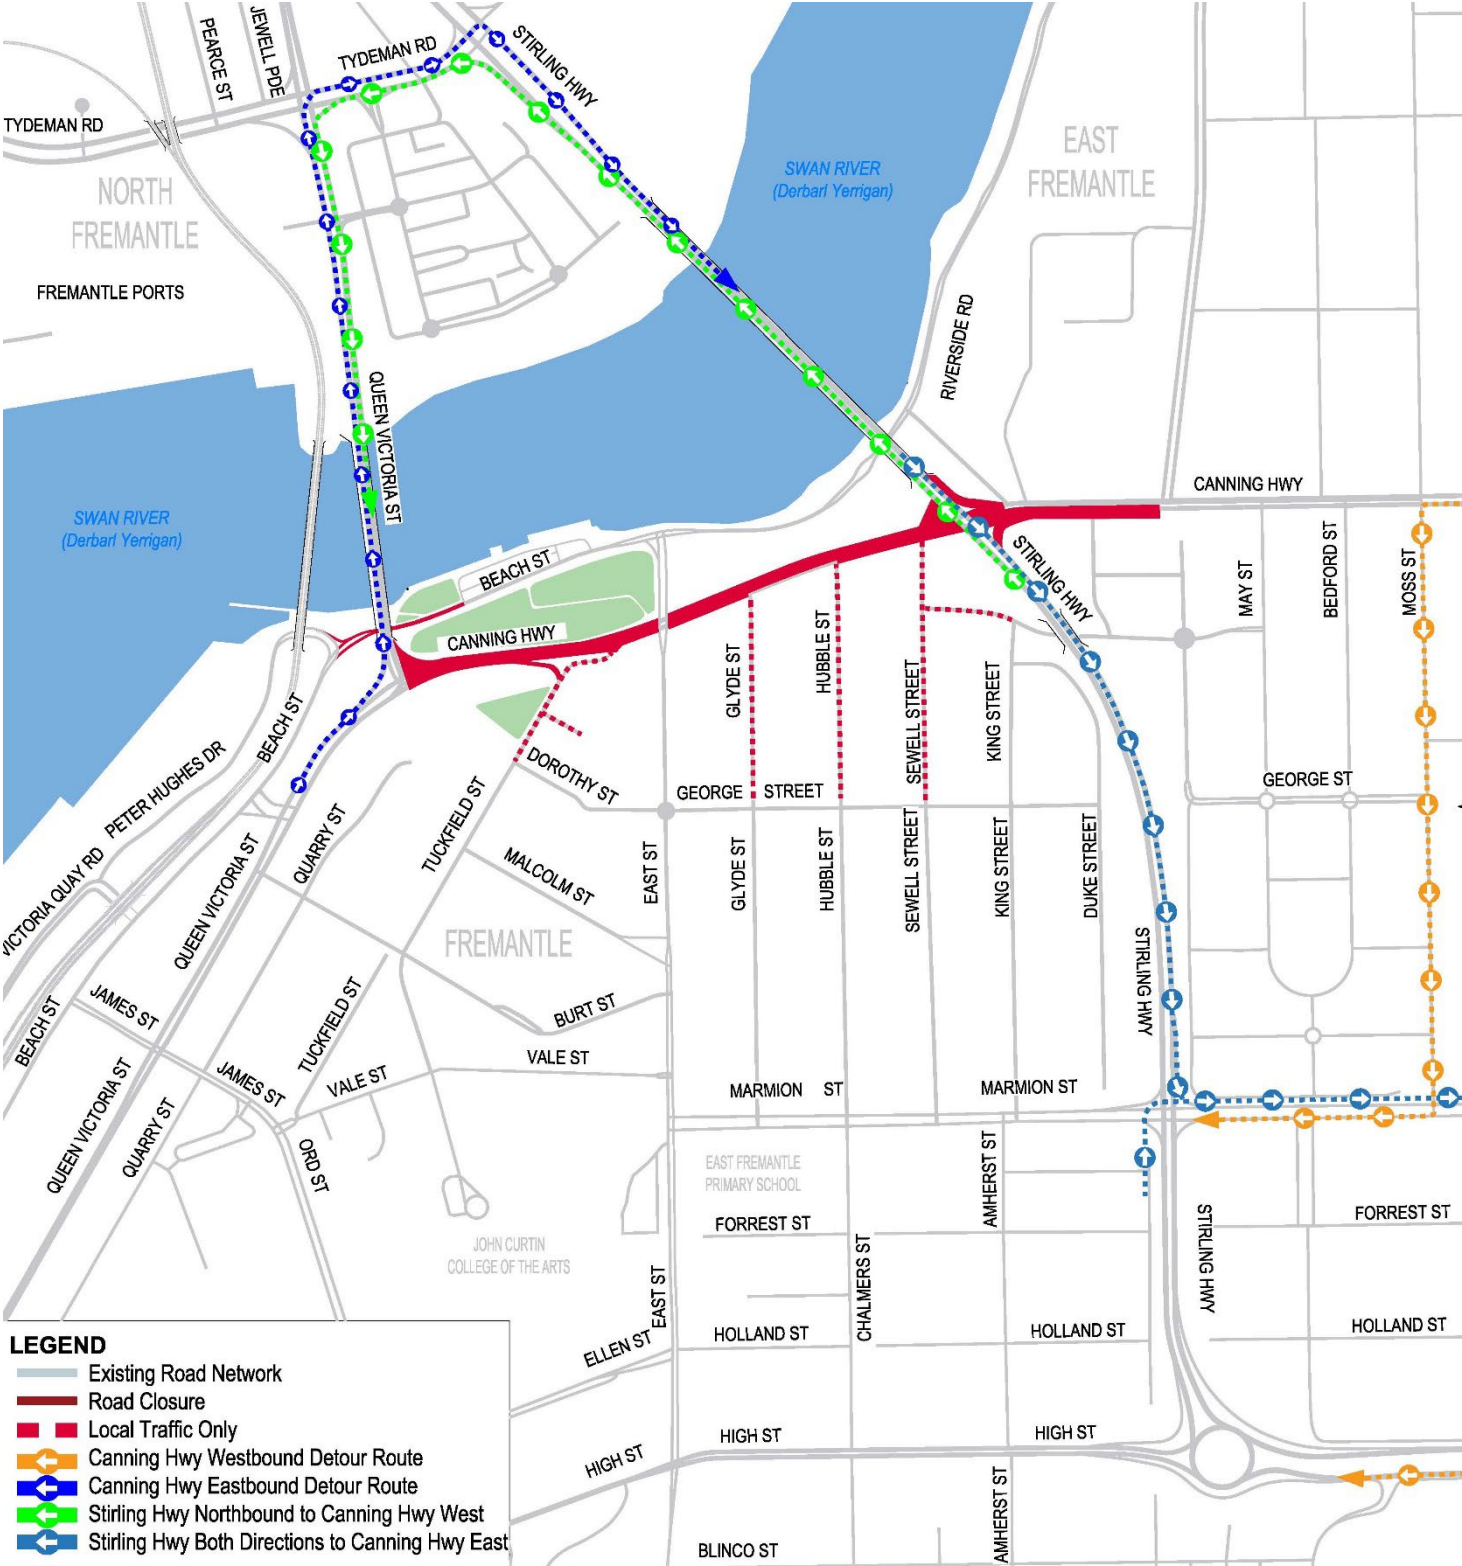 PEARCE ST
JEWELL PDE
TYDEMAN RD
STIRLING HWY
TYDEMAN RD
EAST
FREMANTLE
SWAN RIVER
(Derbarl Yerrigan)
NORTH
FREMANTLE
FREMANTLE PORTS
RIVERSIDE RD
QUEEN VICTORIA ST
CANNING HWY
SWAN RIVER
(Derbarl Yerrigan)
BEACH ST
STIRLING HWY
MAY ST
BEDFORD ST
MOSS ST
CANNING HWY
GLYDE ST
HUBBLE ST
SEWELL STREET
KING STREET
BEACH ST
PETER HUGHES DR
DOROTHY ST
GEORGE STREET
GEORGE ST
VICTORIA QUAY RD
QUEEN VICTORIA ST
QUARRY ST
TUCKFIELD ST
MALCOLM ST
EAST ST
GLYDE ST
HUBBLE ST
SEWELL STREET
KING STREET
DUKE STREET
FREMANTLE
STIRLING HWY
BEACH ST
JAMES ST
TUCKFIELD ST
BURT ST
VALE ST
JAMES ST
VALE ST
MARMION ST
MARMION ST
QUEEN VICTORIA ST
QUARRY ST
ORD ST
EAST FREMANTLE
PRIMARY SCHOOL
AMHERST ST
FORREST ST
STIRLING HWY
FORREST ST
JOHN CURTIN
COLLEGE OF THE ARTS
EAST ST
CHALMERS ST
HOLLAND ST
HOLLAND ST
HOLLAND ST
ELLEN ST
HIGH ST
HIGH ST
HIGH ST
AMHERST ST
BLINCO ST
LEGEND
Existing Road Network
Road Closure
Local Traffic Only
Canning Hwy Westbound Detour Route
Canning Hwy Eastbound Detour Route
Stirling Hwy Northbound to Canning Hwy West
Stirling Hwy Both Directions to Canning Hwy East